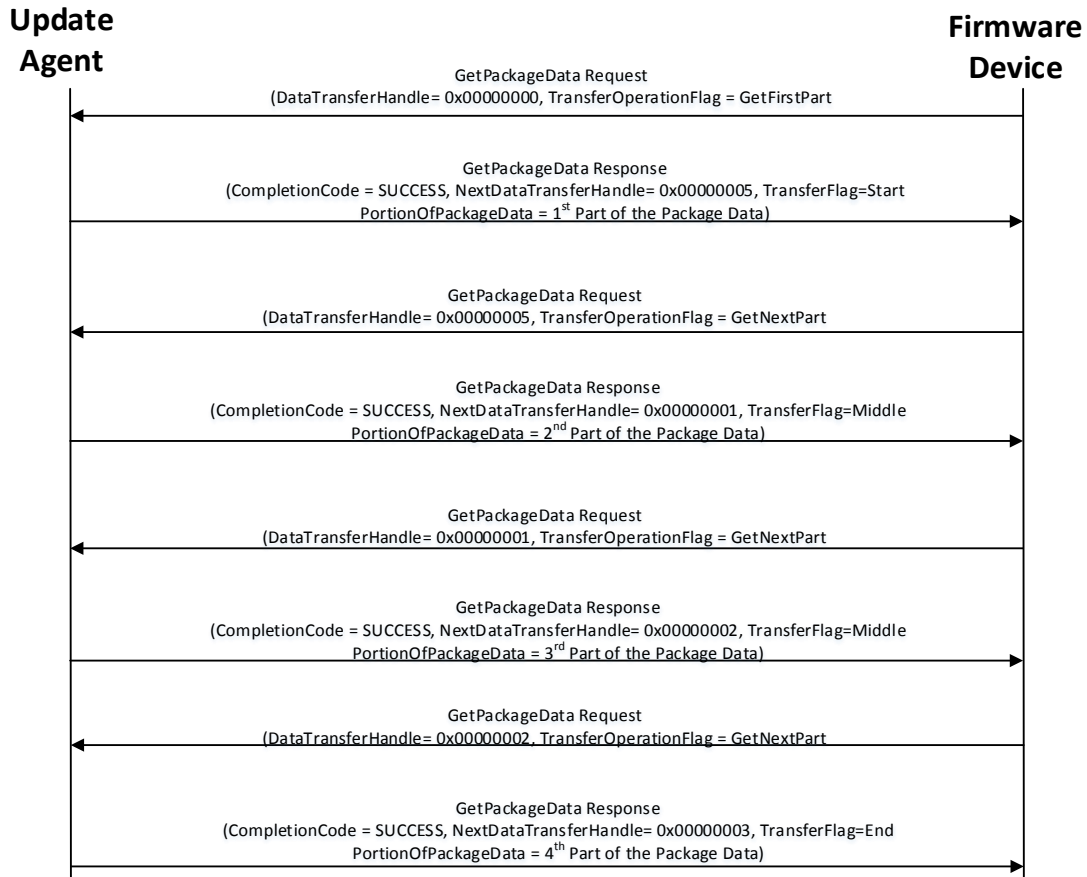 Update
Agent
Firmware
Device
GetPackageData Request
(DataTransferHandle= 0x00000000, TransferOperationFlag = GetFirstPart
GetPackageData Response
(CompletionCode = SUCCESS, NextDataTransferHandle= 0x00000005, TransferFlag=Start
PortionOfPackageData = 1st Part of the Package Data)
GetPackageData Request
(DataTransferHandle= 0x00000005, TransferOperationFlag = GetNextPart
GetPackageData Response
(CompletionCode = SUCCESS, NextDataTransferHandle= 0x00000001, TransferFlag=Middle
PortionOfPackageData = 2nd Part of the Package Data)
GetPackageData Request
(DataTransferHandle= 0x00000001, TransferOperationFlag = GetNextPart
GetPackageData Response
(CompletionCode = SUCCESS, NextDataTransferHandle= 0x00000002, TransferFlag=Middle
PortionOfPackageData = 3rd Part of the Package Data)
GetPackageData Request
(DataTransferHandle= 0x00000002, TransferOperationFlag = GetNextPart
GetPackageData Response
(CompletionCode = SUCCESS, NextDataTransferHandle= 0x00000003, TransferFlag=End
PortionOfPackageData = 4th Part of the Package Data)